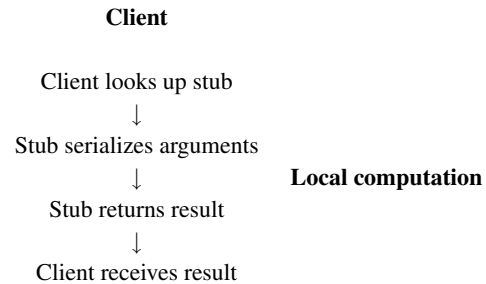 Client
Client looks up stub
↓
Stub serializes arguments
↓
Local computation
Stub returns result
↓
Client receives result